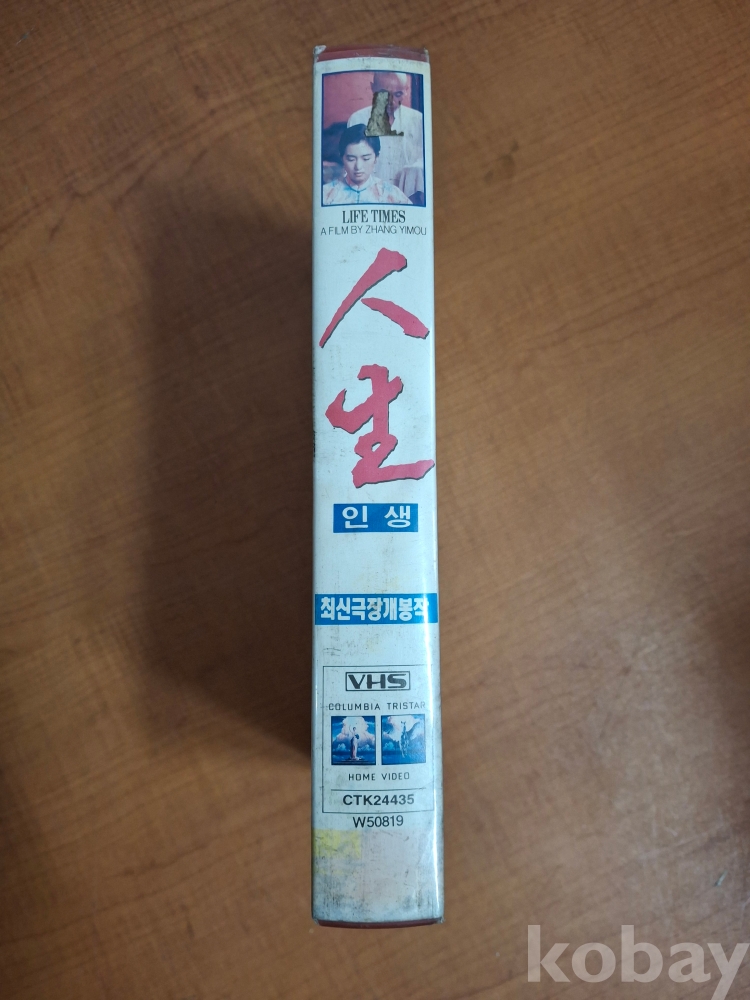 LIFE TIMES
A FILM BY ZHANG YIMOU
人生
인생
최신극장개봉작
VHS
COLUMBIA TRISTAR
HOME VIDEO
CTK24435
W50819
kobay